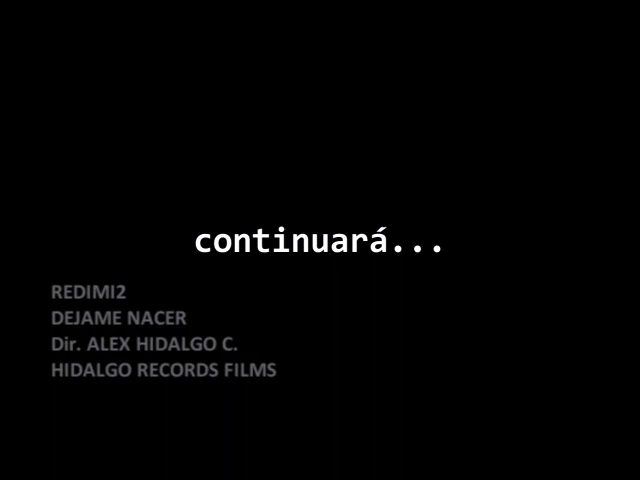 continuará...
REDIMI2
DEJAME NACER
Dir. ALEX HIDALGO C.
HIDALGO RECORDS FILMS